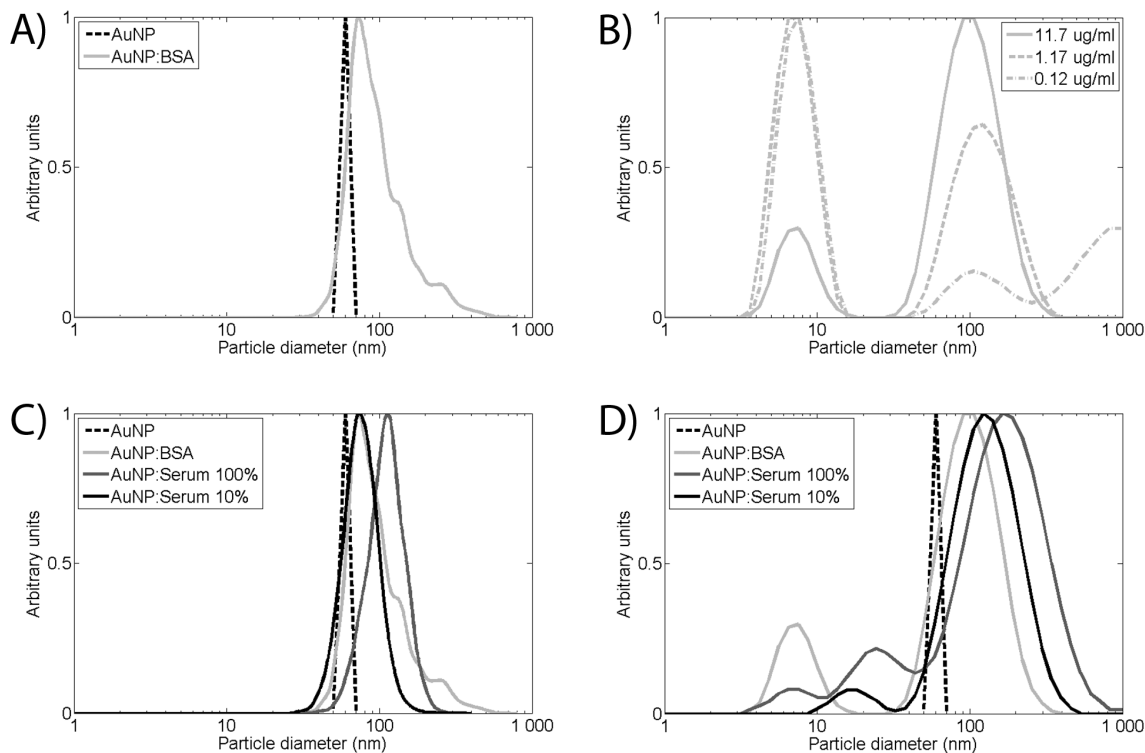 A)
1
0.5
0
Arbitrary units
AuNP
AuNP:BSA
1
10
100
1 000
Particle diameter (nm)
B)
1
0.5
0
Arbitrary units
11.7 ug/ml
1.17 ug/ml
0.12 ug/ml
1
10
100
1 000
Particle diameter (nm)
C)
1
0.5
0
Arbitrary units
AuNP
AuNP:BSA
AuNP:Serum 100%
AuNP:Serum 10%
1
10
100
1 000
Particle diameter (nm)
D)
1
0.5
0
Arbitrary units
AuNP
AuNP:BSA
AuNP:Serum 100%
AuNP:Serum 10%
1
10
100
1 000
Particle diameter (nm)